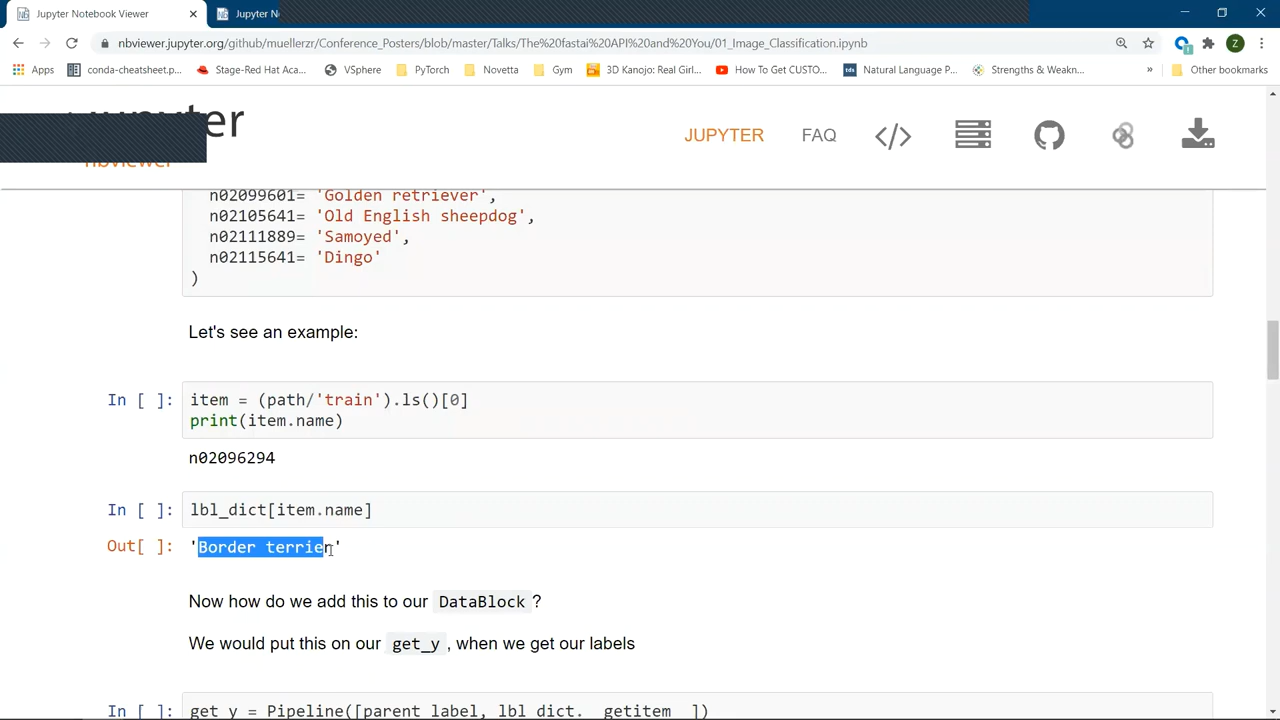 Jupyter Notebook Viewer
Jupyter N
nbviewer.jupyter.org/github/muellerzr/Conference_Posters/blob/master/Talks/The%20fastai%20API%20and%20You/01_Image_Classification.ipynb
Z
Apps
conda-cheatsheet.p...
Stage-Red Hat Aca...
VSphere
PyTorch
Novetta
Gym
3D Kanojo: Real Girl...
How To Get CUSTO...
Natural Language P...
Strengths & Weakn...
»
Other bookmarks
JUPYTER
FAQ
</>
n02099601= 'Golden retriever',
n02105641= 'Old English sheepdog',
n02111889= 'Samoyed',
n02115641= 'Dingo'
)
Let's see an example:
In [ ]:
item = (path/'train').ls()[0]
print(item.name)
n02096294
In [ ]:
lbl_dict[item.name]
Out[ ]:
'Border terrier'
Now how do we add this to our DataBlock ?
We would put this on our get_y , when we get our labels
In [ ]:
get_y = Pipeline([parent_label, lbl_dict.__getitem__])